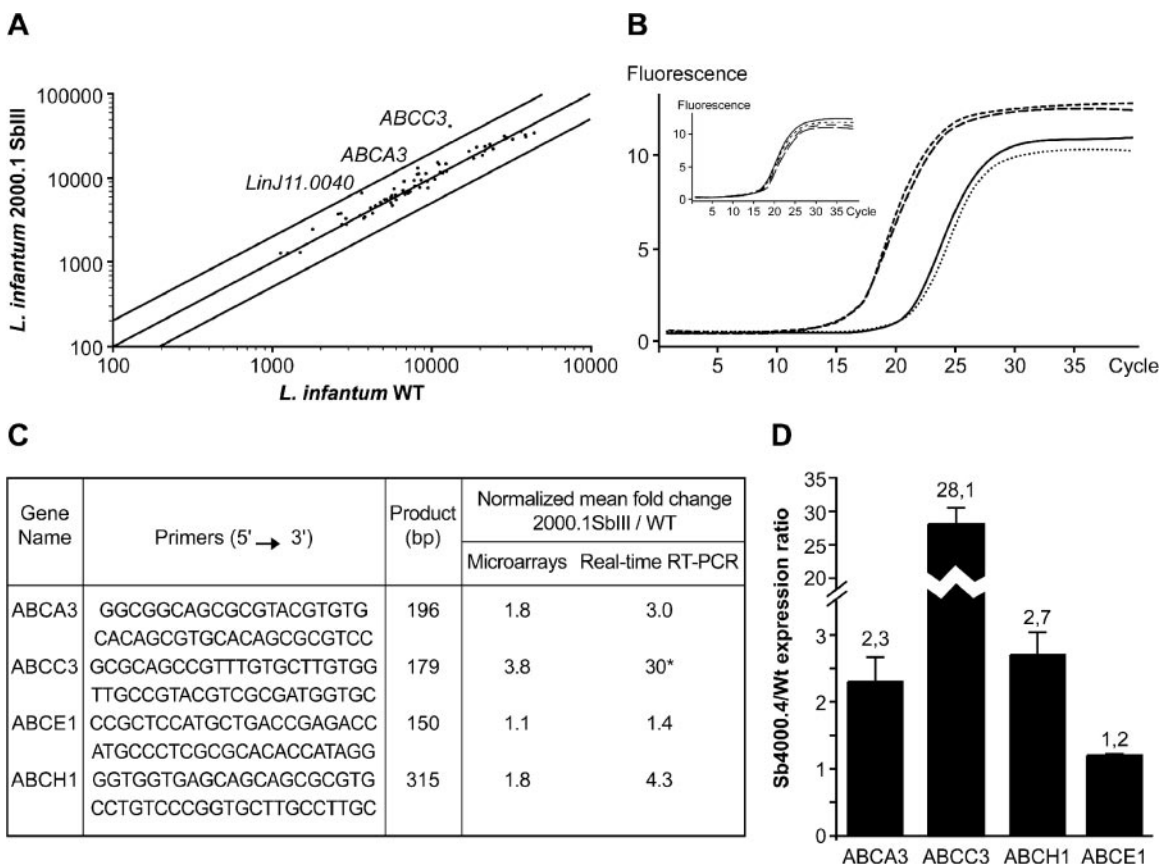 A
L. infantum 2000.1 SbIII
100000
10000
1000
100
ABCC3
ABCA3
LinJ11.0040
100
1000
10000
10000
L. infantum WT
B
Fluorescence
10
5
0
5
10
15
20
25
30
35
Cycle
Fluorescence
10
5
0
5
10
15
20
25
30
35
Cycle
C
Gene Name
Primers (5' → 3')
Product (bp)
Normalized mean fold change
2000.1SbIII / WT
Microarrays
Real-time RT-PCR
ABCA3 GGCGGCAGCGCGTACGTGTG 196 1.8 3.0
CACAGCGTGCACAGCGCGTCC
ABCC3 GCGCAGCCGTTTGTGCTTGTGG 179 3.8 30*
TTGCCGTACGTCGCGATGGTGC
ABCE1 CCGCTCCATGCTGACCGAGACC 150 1.1 1.4
ATGCCCTCGCGCACACCATAGG
ABCH1 GGTGGTGAGCAGCAGCGCGTG 315 1.8 4.3
CCTGTCCCGGTGCTTGCCTTGC
D
Sb4000.4/Wt expression ratio
35
30
25
20
3
2
1
0
2,3
28,1
2,7
1,2
ABCA3
ABCC3
ABCH1
ABCE1